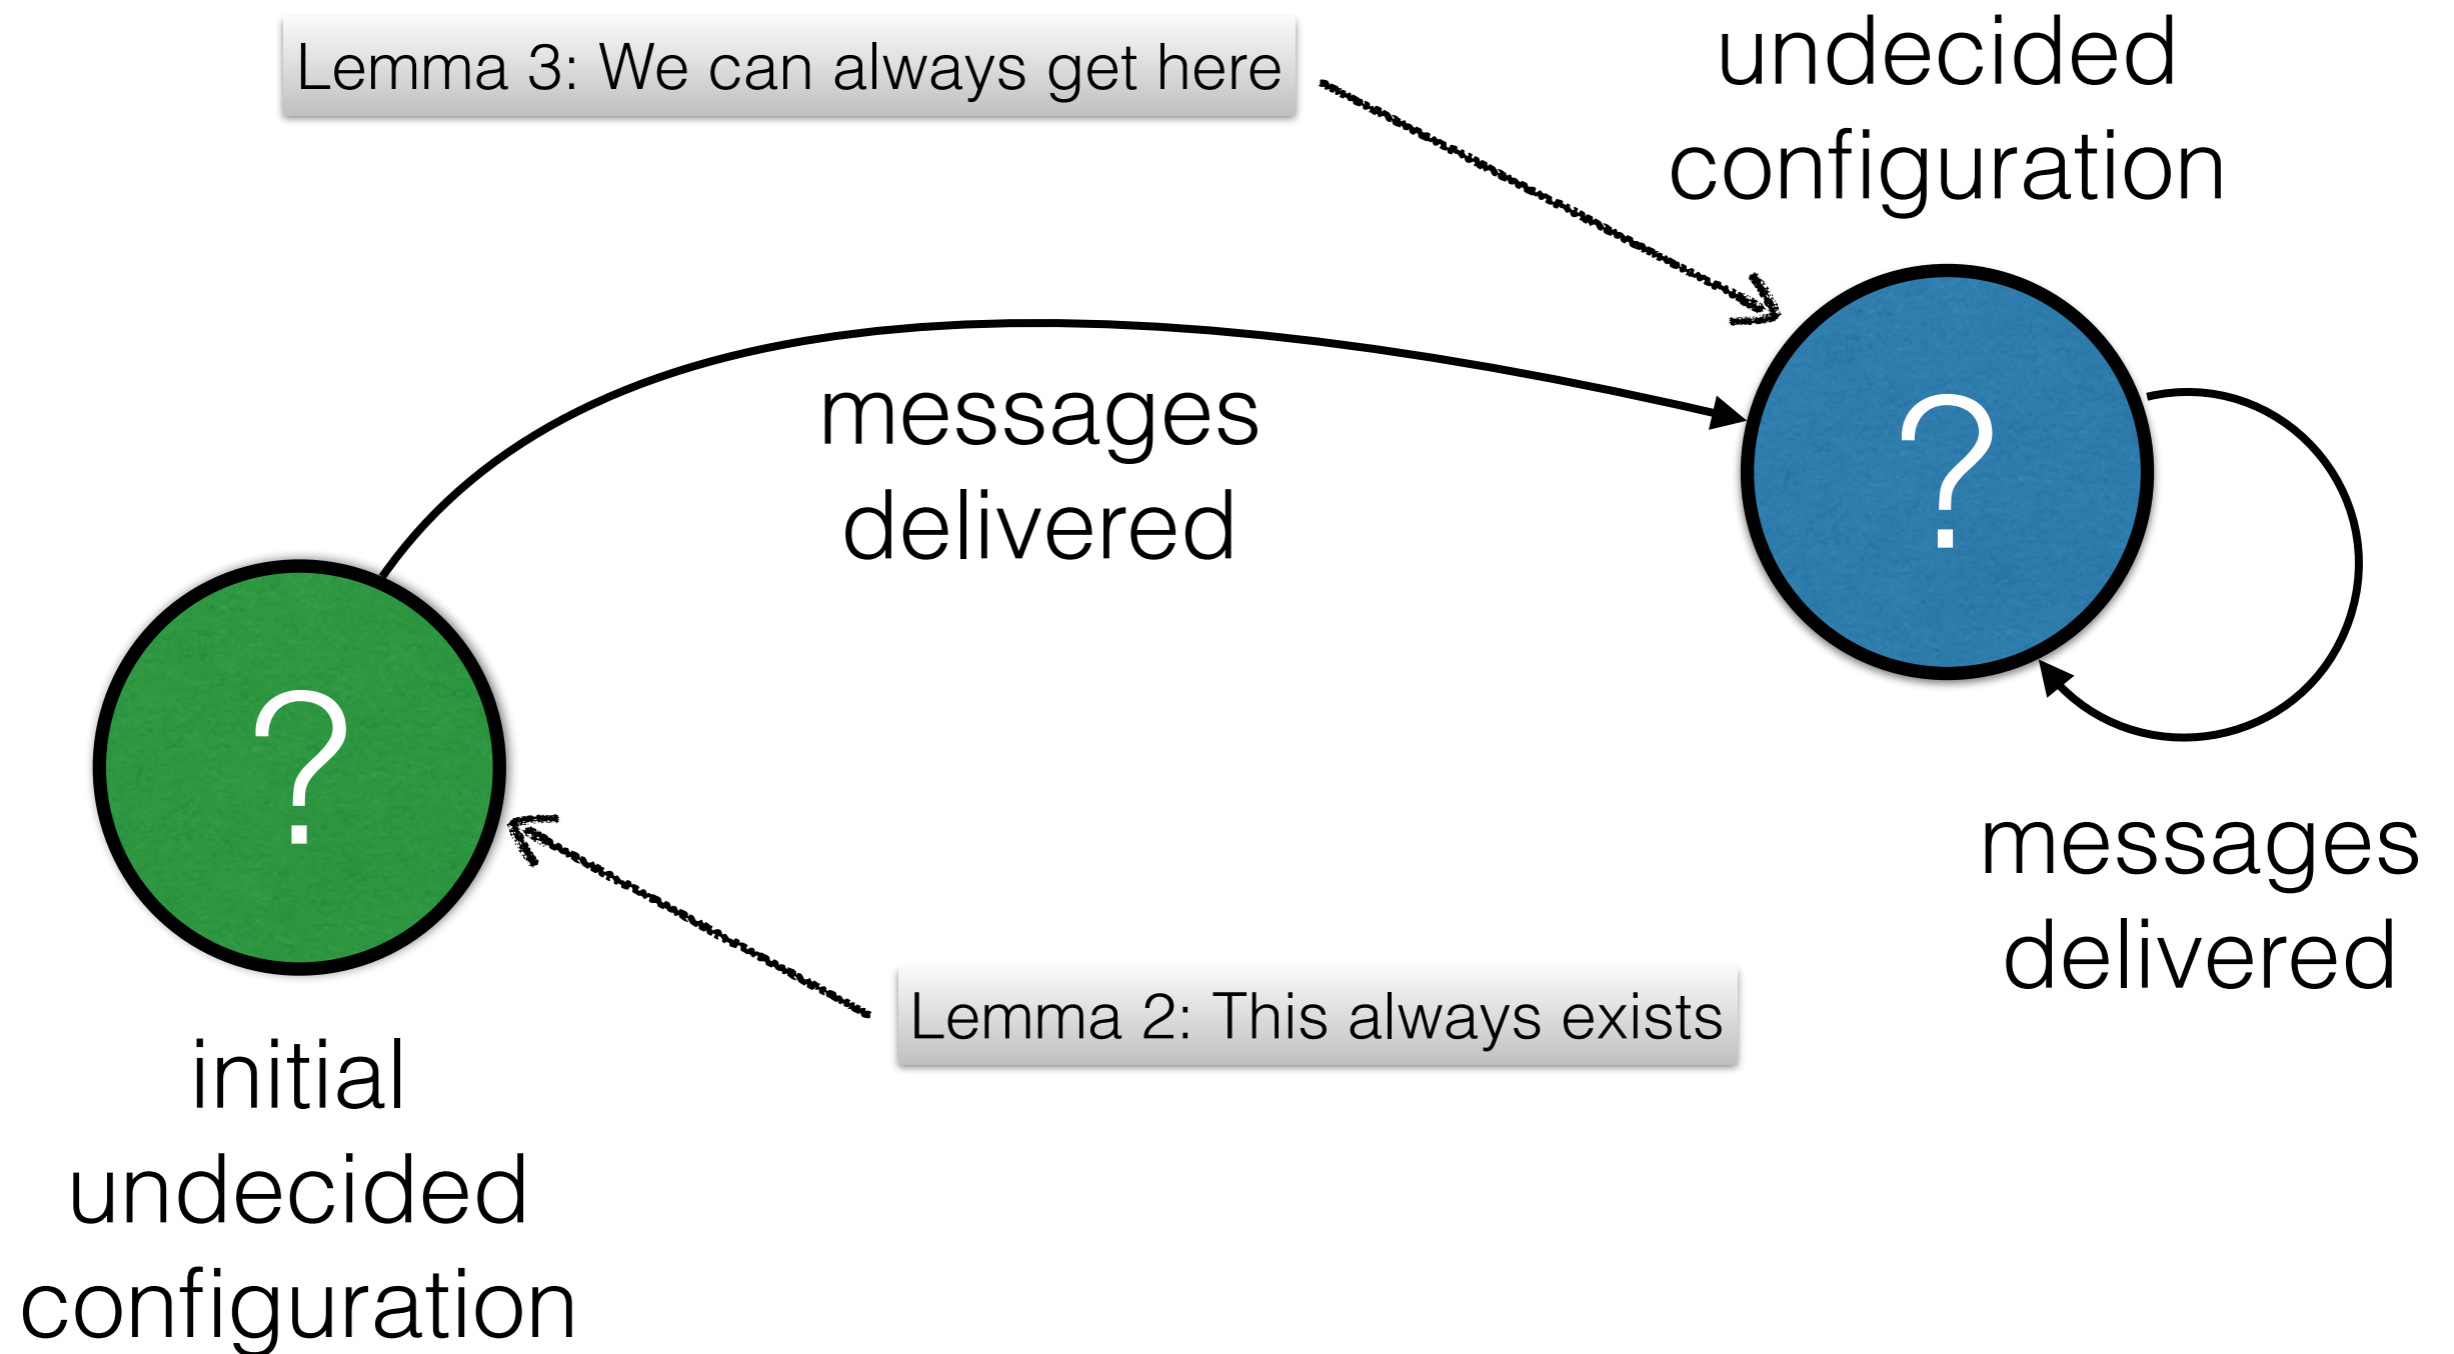 Lemma 3: We can always get here
undecided
configuration
messages
delivered
?
?
messages
delivered
Lemma 2: This always exists
initial
undecided
configuration